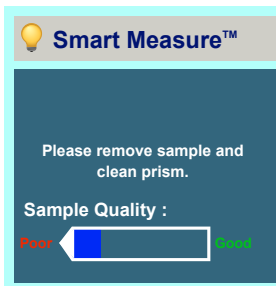 Smart Measure™
Please remove sample and
clean prism.
Sample Quality :
Poor Good